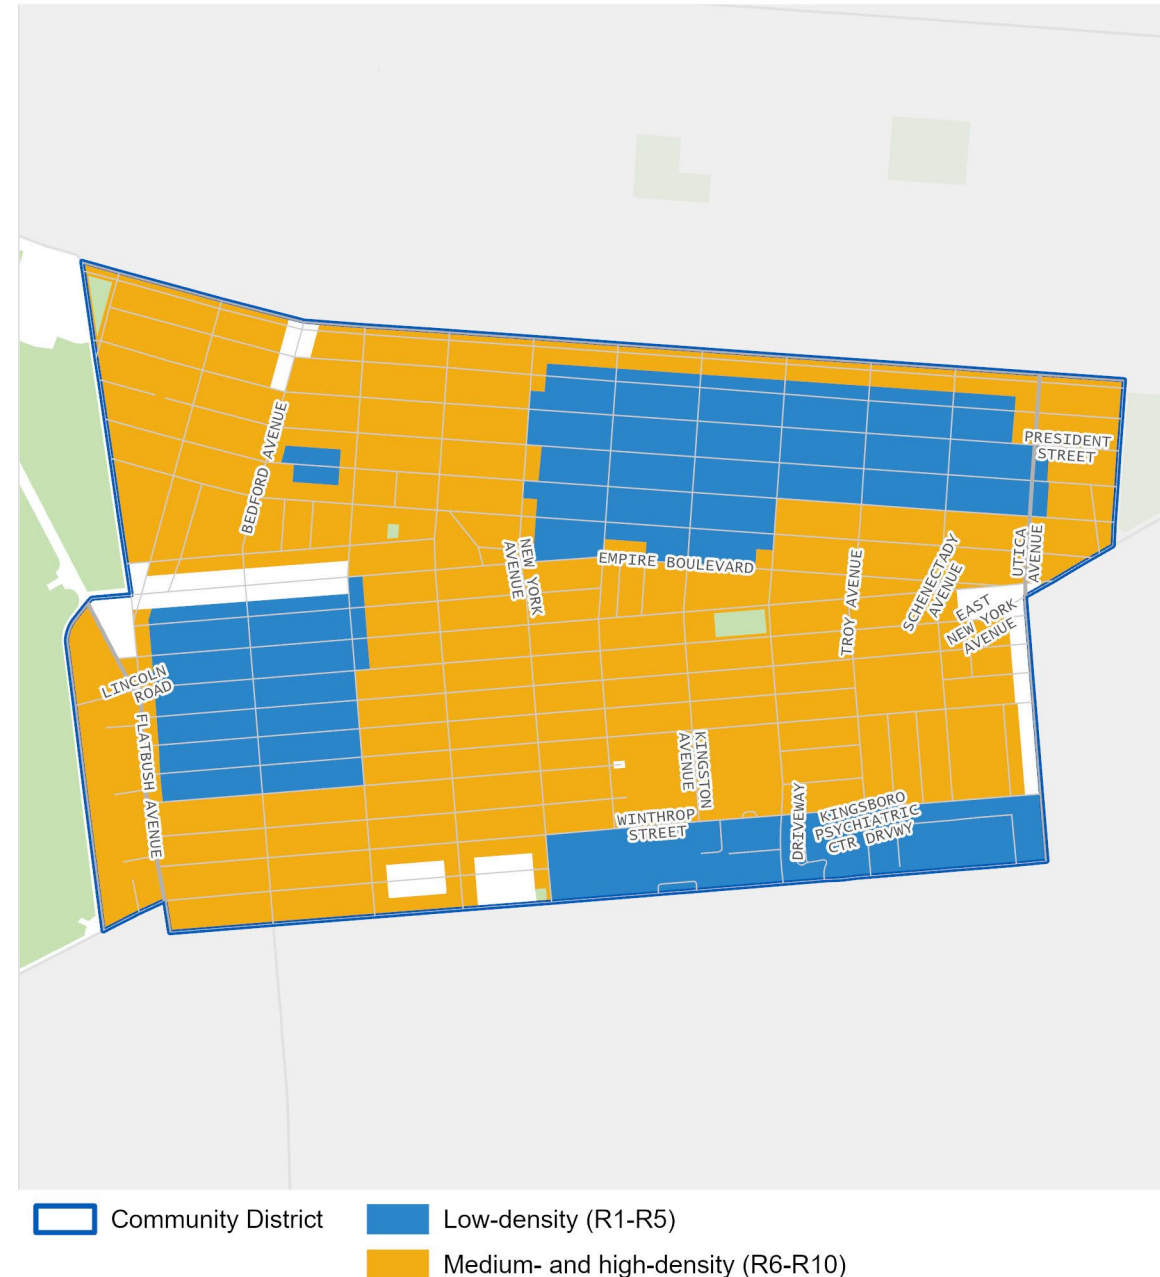 BEDFORD AVENUE
PRESIDENT
STREET
NEW YORK
AVENUE
EMPIRE BOULEVARD
TROY AVENUE
SCHENECTADY
AVENUE
UTICA
AVENUE
EAST
NEW YORK
AVENUE
LINCOLN
ROAD
FLATBUSH AVENUE
KINGSTON
AVENUE
WINTHROP
STREET
DRIVEWAY
KINGSBORO
PSYCHIATRIC
CTR DRVWY
Community District
Low-density (R1-R5)
Medium- and high-density (R6-R10)